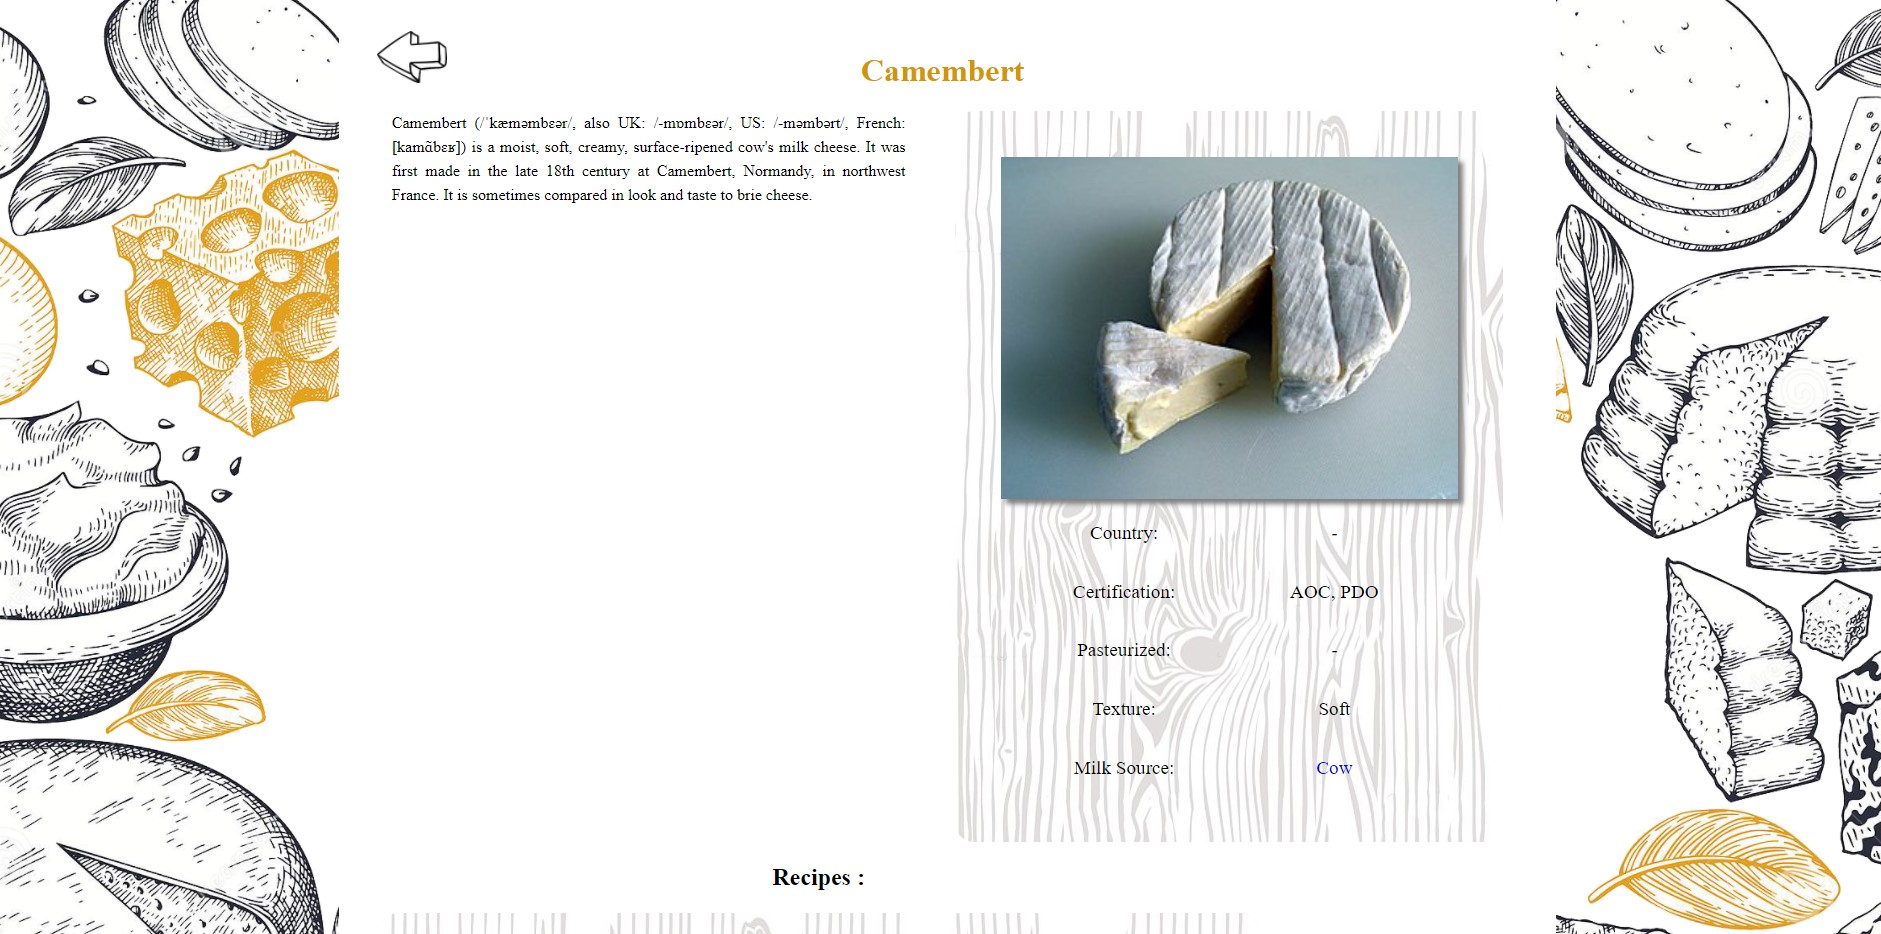 Camembert
Camembert (/ˈkæməmbɛər/, also UK: /-mɒmbɛər/, US: /-məmbərt/, French:
[kamɑ̃bɛʁ]) is a moist, soft, creamy, surface-ripened cow's milk cheese. It was
first made in the late 18th century at Camembert, Normandy, in northwest
France. It is sometimes compared in look and taste to brie cheese.
Country: -
Certification: AOC, PDO
Pasteurized: -
Texture: Soft
Milk Source: Cow
Recipes :